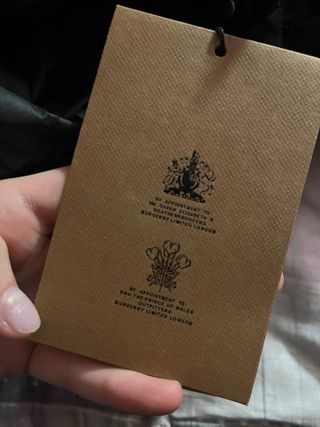 BY APPOINTMENT TO
HM QUEEN ELIZABETH II
WEATHERPROOFERS
BURBERRY LIMITED LONDON
BY APPOINTMENT TO
HRH THE PRINCE OF WALES
OUTFITTERS
BURBERRY LIMITED LONDON